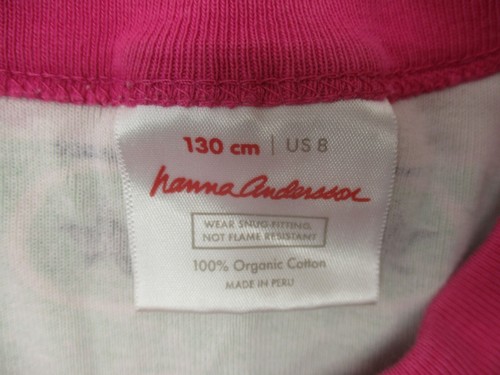 130 cm | US 8
hanna Andersson
WEAR SNUG-FITTING,
NOT FLAME RESISTANT
100% Organic Cotton
MADE IN PERU